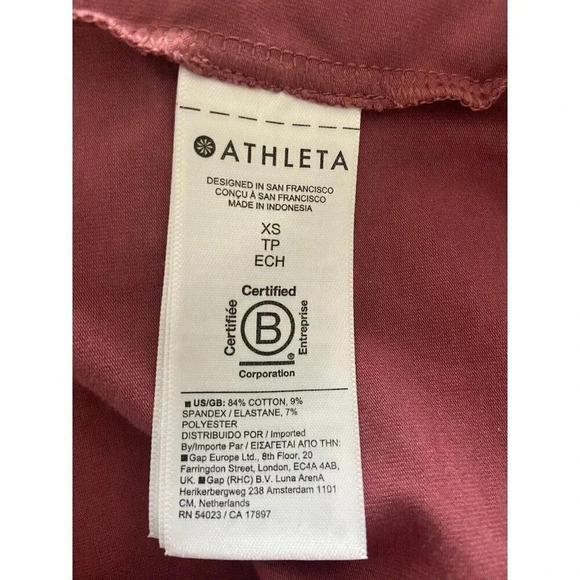 ATHLETA
DESIGNED IN SAN FRANCISCO
CONÇU À SAN FRANCISCO
MADE IN INDONESIA
XS
TP
ECH
Certified
Certifiée
B
®
Entreprise
Corporation
■ US/GB: 84% COTTON, 9%
SPANDEX / ELASTANE, 7%
POLYESTER
DISTRIBUIDO POR / Imported
By/Importe Par / ΕΙΣΑΓΕΤΑΙ ΑΠΟ ΤΗΝ:
■Gap Europe Ltd., 8th Floor, 20
Farringdon Street, London, EC4A 4AB,
UK. ■Gap (RHC) B.V. Luna ArenA
Herikerbergweg 238 Amsterdam 1101
CM, Netherlands
RN 54023 / CA 17897